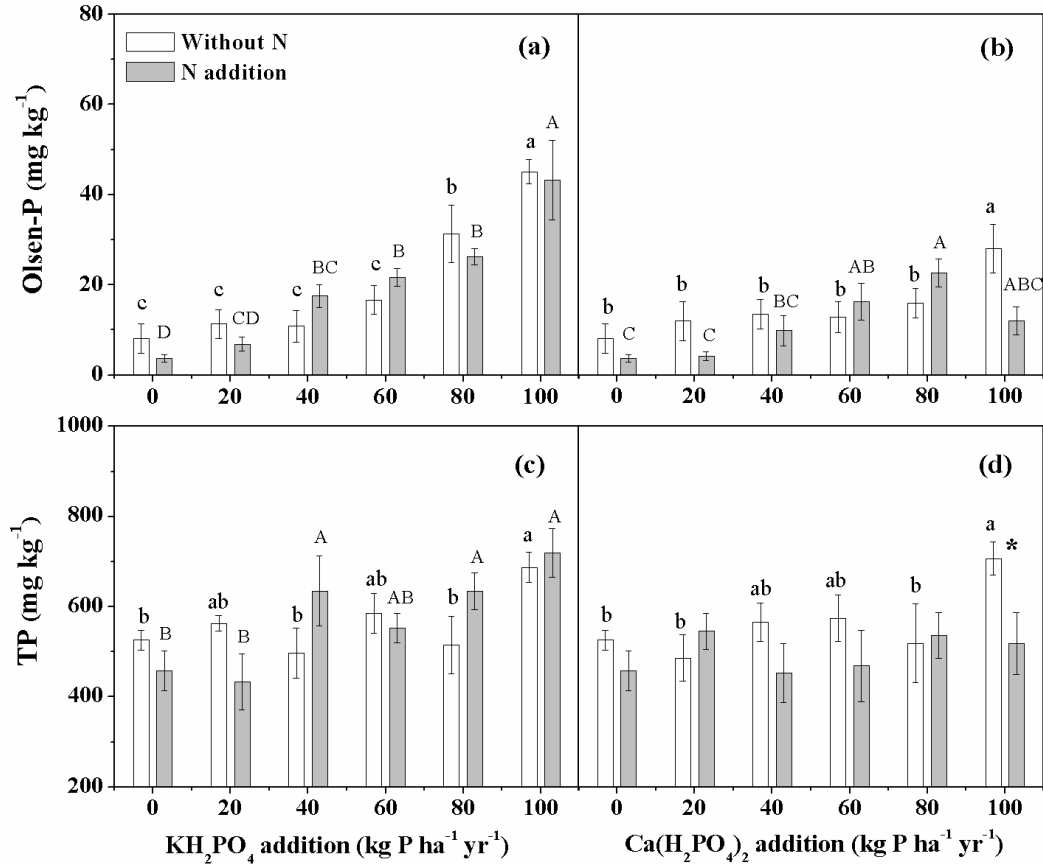 80
60
40
20
0
Olsen-P (mg kg⁻¹)
Without N
N addition
(a)
c
D
c
CD
c
BC
c
B
b
B
a
A
0 20 40 60 80 100
(b)
b
C
b
C
b
BC
b
AB
b
A
a
ABC
0 20 40 60 80 100
1000
800
600
400
200
TP (mg kg⁻¹)
(c)
b
B
ab
B
b
A
ab
AB
b
A
a
A
0 20 40 60 80 100
KH₂PO₄ addition (kg P ha⁻¹ yr⁻¹)
(d)
b
b
ab
ab
b
a
*
0 20 40 60 80 100
Ca(H₂PO₄)₂ addition (kg P ha⁻¹ yr⁻¹)